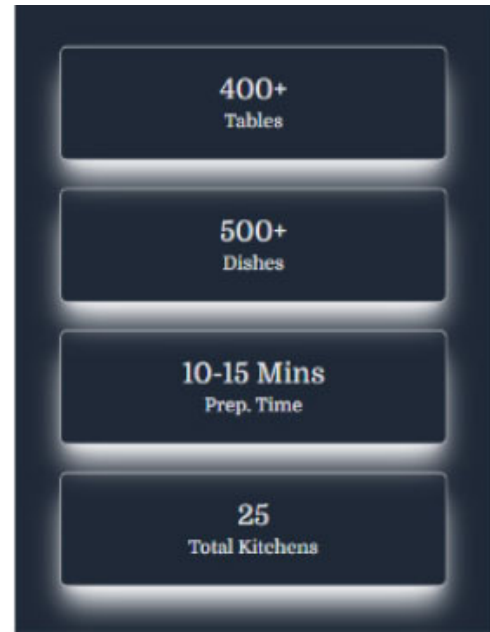 400+
Tables
500+
Dishes
10-15 Mins
Prep. Time
25
Total Kitchens